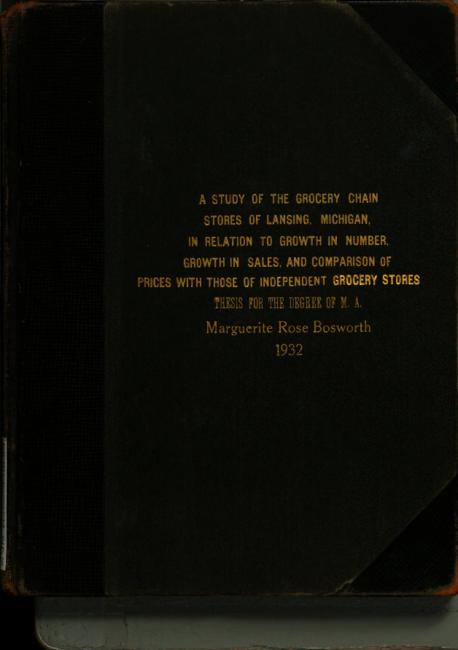 A STUDY OF THE GROCERY CHAIN
STORES OF LANSING, MICHIGAN,
IN RELATION TO GROWTH IN NUMBER,
GROWTH IN SALES, AND COMPARISON OF
PRICES WITH THOSE OF INDEPENDENT GROCERY STORES
THESIS FOR THE DEGREE OF M. A.
Marguerite Rose Bosworth
1932